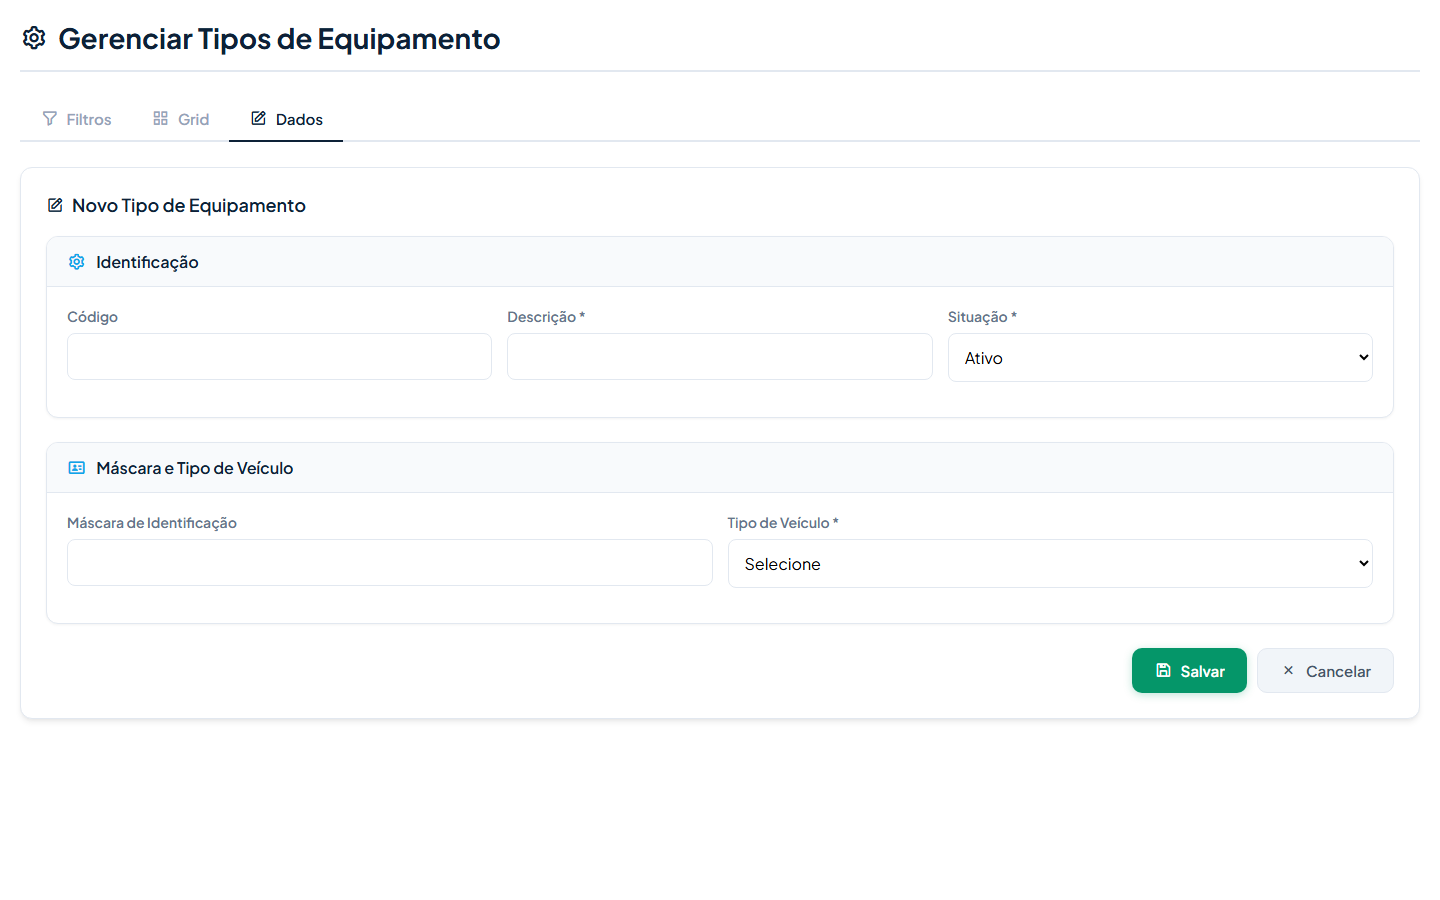 Gerenciar Tipos de Equipamento
Filtros Grid Dados
Novo Tipo de Equipamento
Identificação
Código Descrição * Situação *
Ativo
Máscara e Tipo de Veículo
Máscara de Identificação Tipo de Veículo *
Selecione
Salvar Cancelar